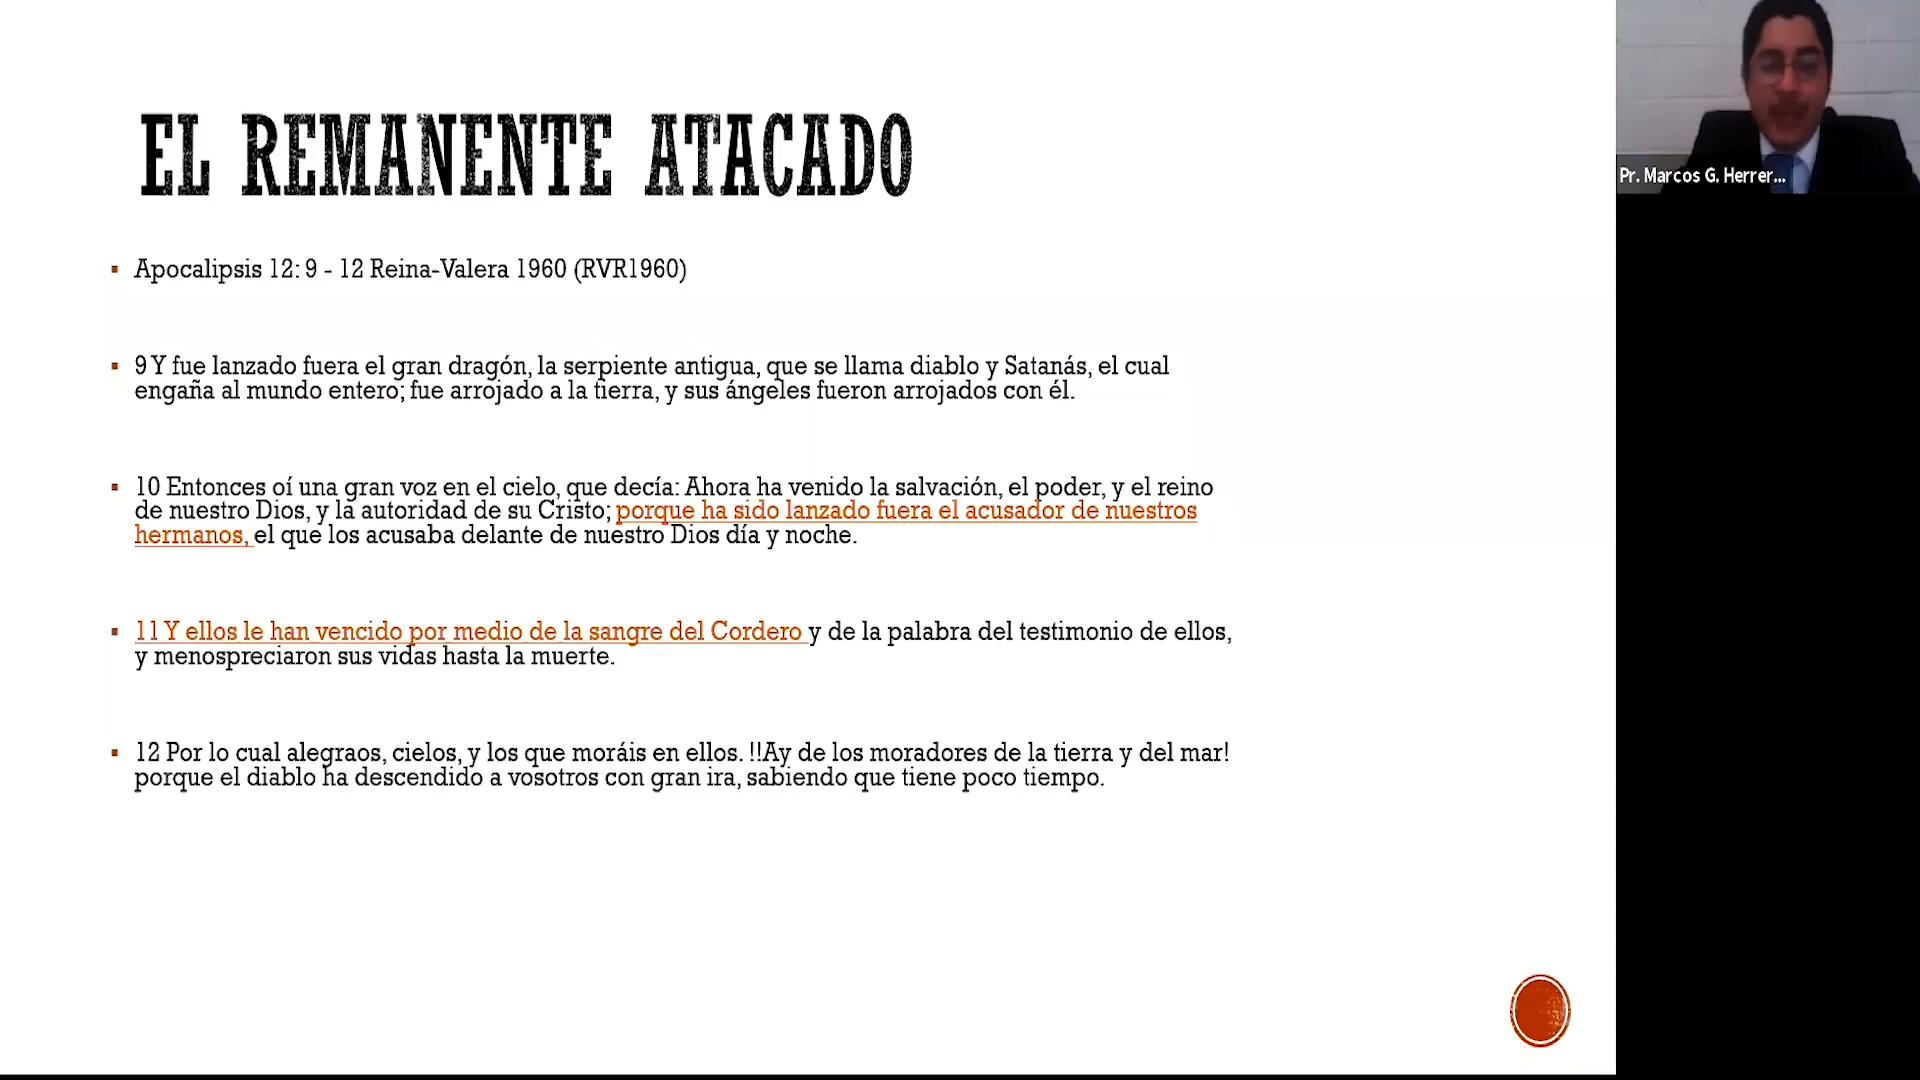 EL REMANENTE ATACADO
Pr. Marcos G. Herrer...
▪ Apocalipsis 12: 9 - 12 Reina-Valera 1960 (RVR1960)
▪ 9 Y fue lanzado fuera el gran dragón, la serpiente antigua, que se llama diablo y Satanás, el cual
engaña al mundo entero; fue arrojado a la tierra, y sus ángeles fueron arrojados con él.
▪ 10 Entonces oí una gran voz en el cielo, que decía: Ahora ha venido la salvación, el poder, y el reino
de nuestro Dios, y la autoridad de su Cristo; porque ha sido lanzado fuera el acusador de nuestros
hermanos, el que los acusaba delante de nuestro Dios día y noche.
▪ 11 Y ellos le han vencido por medio de la sangre del Cordero y de la palabra del testimonio de ellos,
y menospreciaron sus vidas hasta la muerte.
▪ 12 Por lo cual alegraos, cielos, y los que moráis en ellos. !!Ay de los moradores de la tierra y del mar!
porque el diablo ha descendido a vosotros con gran ira, sabiendo que tiene poco tiempo.